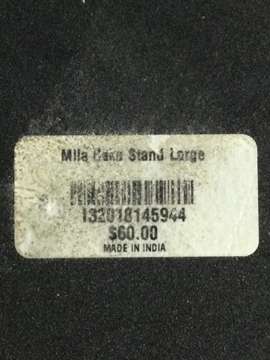 Mila Cake Stand Large
132018145944
$60.00
MADE IN INDIA